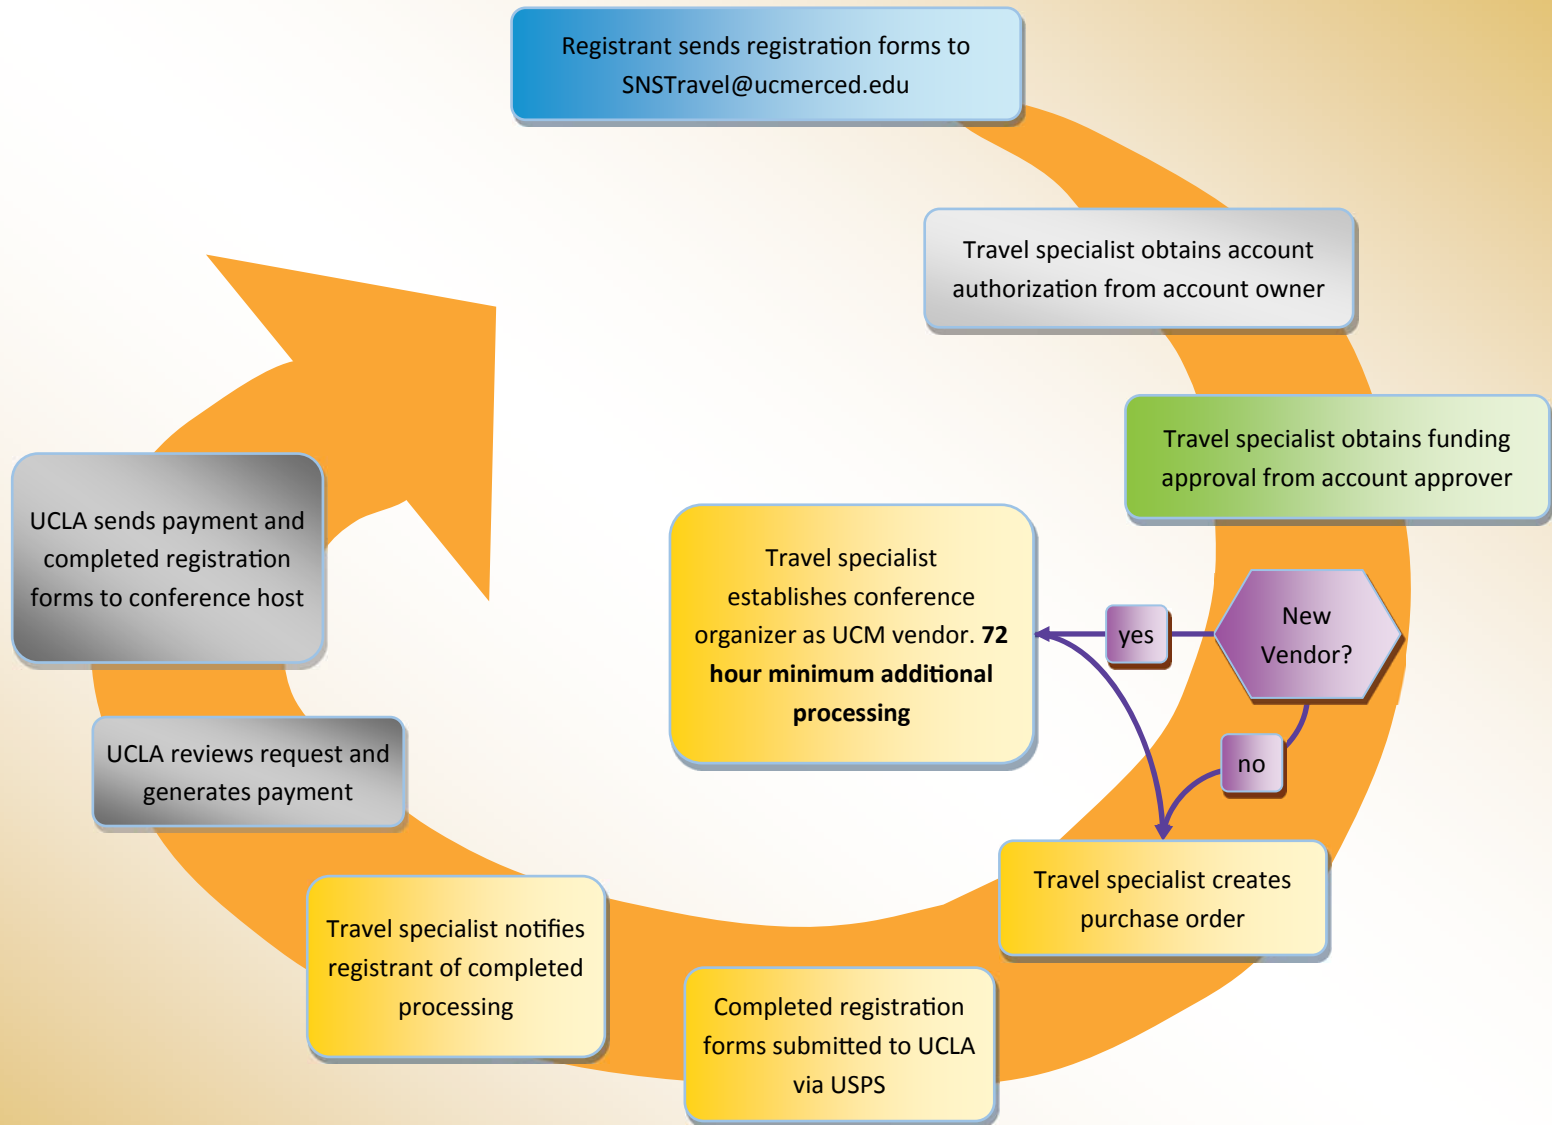 Registrant sends registration forms to
SNSTravel@ucmerced.edu
Travel specialist obtains account
authorization from account owner
Travel specialist obtains funding
approval from account approver
New
Vendor?
yes
Travel specialist
establishes conference
organizer as UCM vendor. 72
hour minimum additional
processing
no
Travel specialist creates
purchase order
Completed registration
forms submitted to UCLA
via USPS
Travel specialist notifies
registrant of completed
processing
UCLA reviews request and
generates payment
UCLA sends payment and
completed registration
forms to conference host